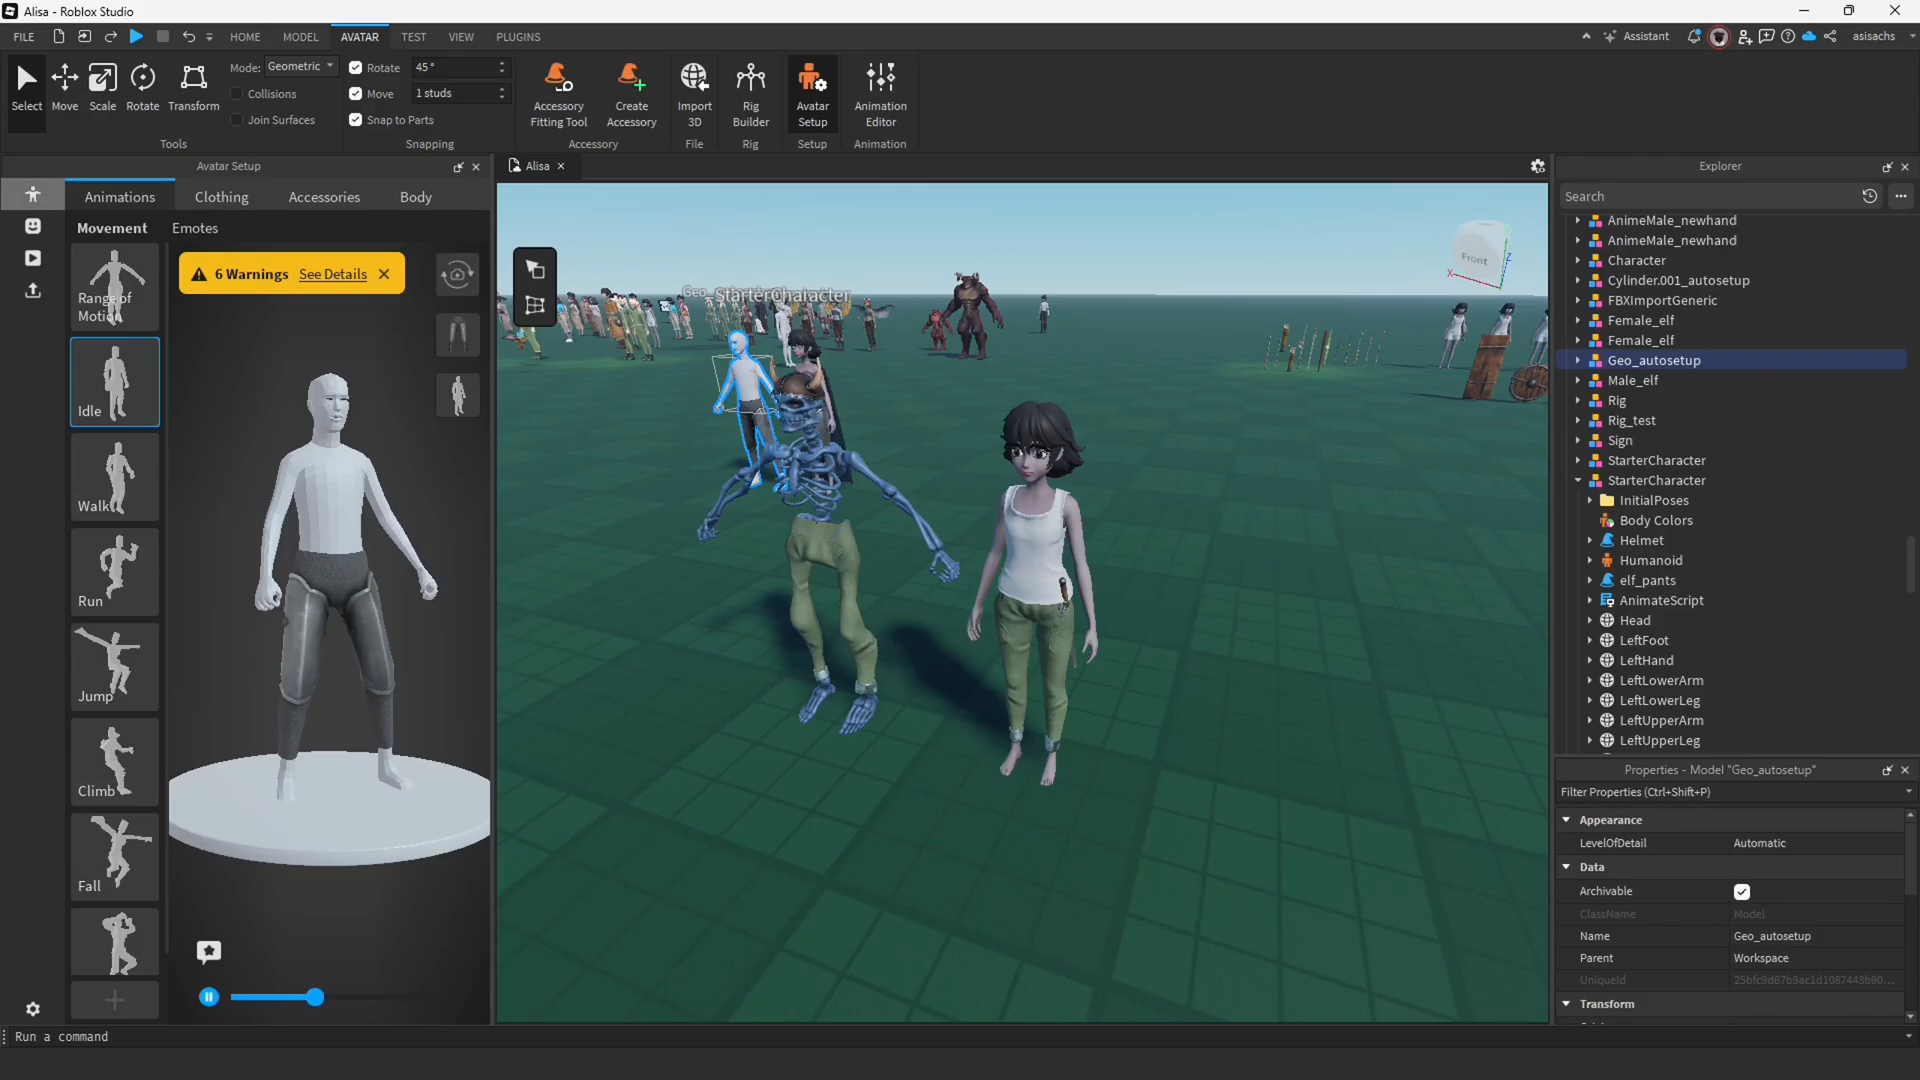 Alisa - Roblox Studio
FILE
HOME
MODEL
AVATAR
TEST
VIEW
PLUGINS
Assistant
asisachs
Select
Move
Scale
Rotate
Transform
Tools
Mode:
Geometric
Collisions
Join Surfaces
Rotate
45 °
Move
1 studs
Snap to Parts
Snapping
Accessory
Fitting Tool
Create
Accessory
Accessory
Import
3D
File
Rig
Builder
Rig
Avatar
Setup
Setup
Animation
Editor
Animation
Avatar Setup
Animations
Clothing
Accessories
Body
Movement
Emotes
6 Warnings
See Details
Range of
Motion
Idle
Walk
Run
Jump
Climb
Fall
Alisa
Geo_
StarterCharacter
Front
X
Z
Explorer
Search
AnimeMale_newhand
AnimeMale_newhand
Character
Cylinder.001_autosetup
FBXImportGeneric
Female_elf
Female_elf
Geo_autosetup
Male_elf
Rig
Rig_test
Sign
StarterCharacter
StarterCharacter
InitialPoses
Body Colors
Helmet
Humanoid
elf_pants
AnimateScript
Head
LeftFoot
LeftHand
LeftLowerArm
LeftLowerLeg
LeftUpperArm
LeftUpperLeg
Properties - Model "Geo_autosetup"
Filter Properties (Ctrl+Shift+P)
Appearance
LevelOfDetail
Automatic
Data
Archivable
ClassName
Model
Name
Geo_autosetup
Parent
Workspace
UniqueId
25bfc9d67b9ac1d1087443b90...
Transform
Run a command